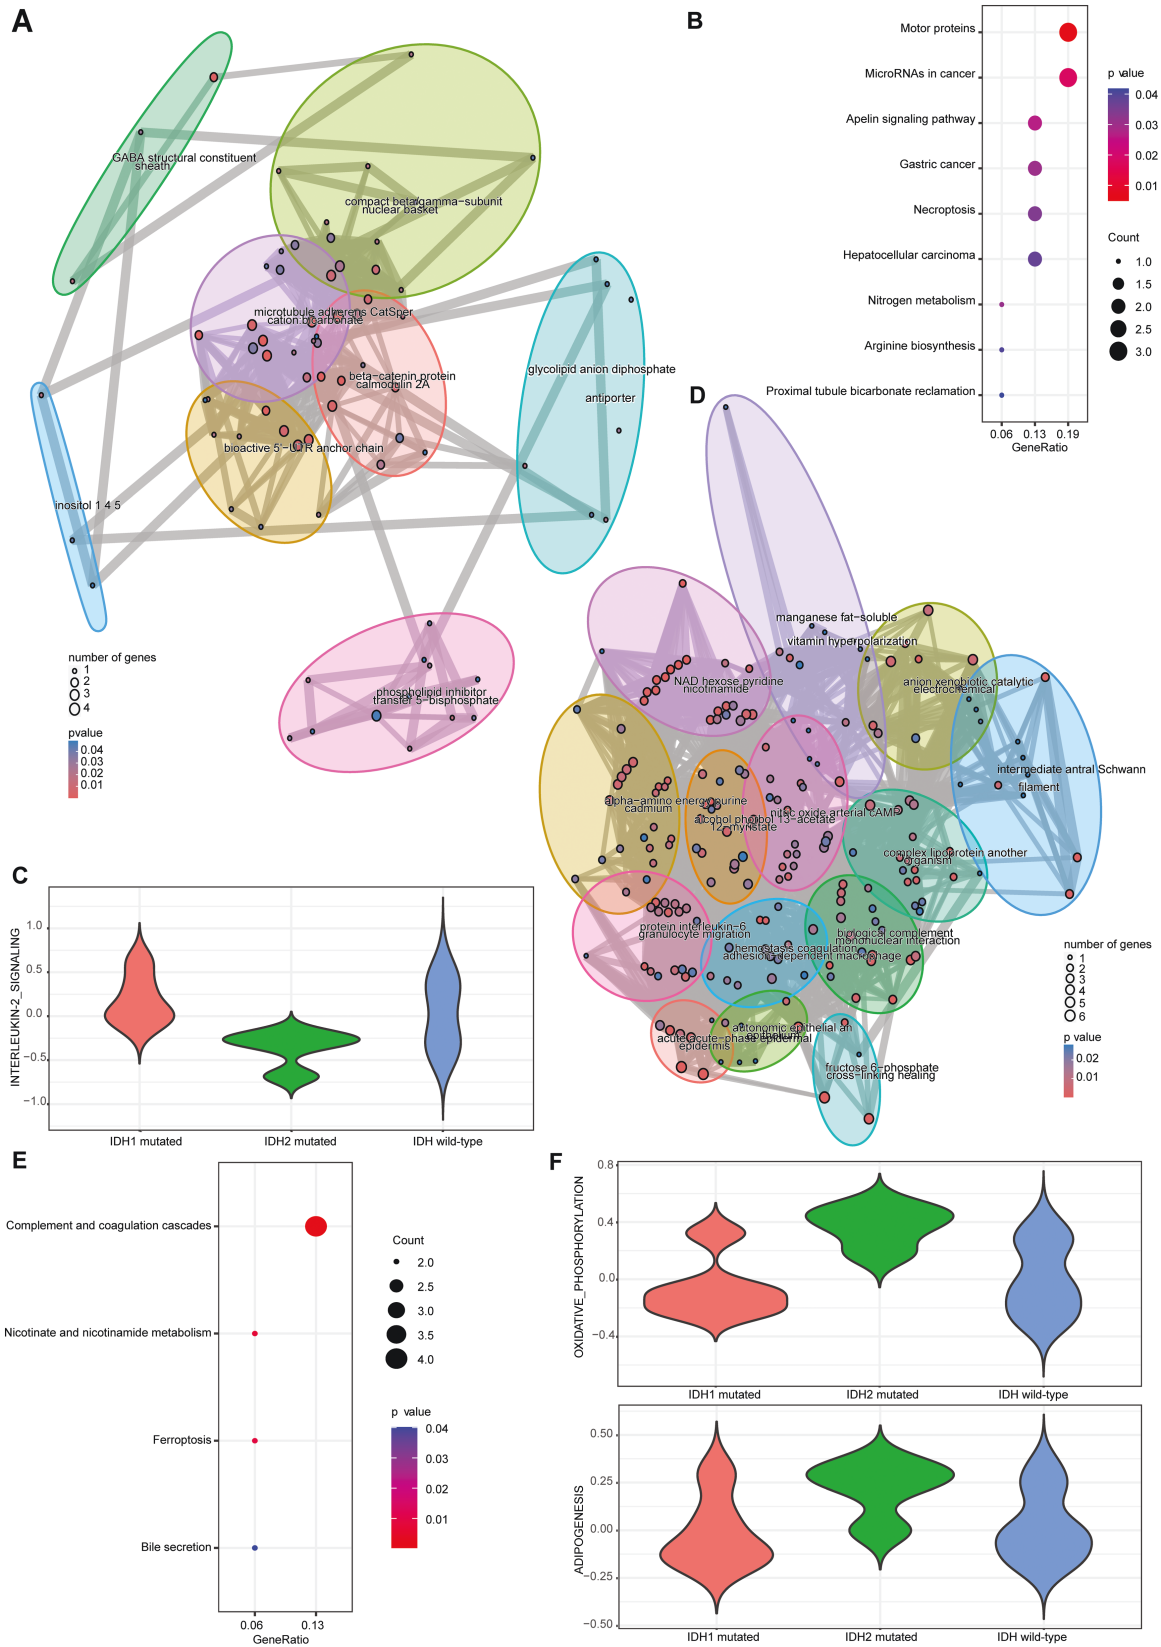 A
GABA structural constituent
sheath
compact beta/gamma−subunit
nuclear basket
microtubule adherens CatSper
cation bicarbonate
beta−catenin protein
calmodulin 2A
bioactive 5'−UTR anchor chain
glycolipid anion diphosphate
antiporter
inositol 1 4 5
phospholipid inhibitor
transfer 5−bisphosphate
number of genes
1
2
3
4
pvalue
0.04
0.03
0.02
0.01
B
Motor proteins
MicroRNAs in cancer
Apelin signaling pathway
Gastric cancer
Necroptosis
Hepatocellular carcinoma
Nitrogen metabolism
Arginine biosynthesis
Proximal tubule bicarbonate reclamation
0.06
0.13
0.19
GeneRatio
p value
0.04
0.03
0.02
0.01
Count
1.0
1.5
2.0
2.5
3.0
C
INTERLEUKIN−2_SIGNALING
1.0
0.5
0.0
−0.5
−1.0
IDH1 mutated
IDH2 mutated
IDH wild−type
D
manganese fat−soluble
vitamin hyperpolarization
NAD hexose pyridine
nicotinamide
anion xenobiotic catalytic
electrochemical
intermediate antral Schwann
filament
alpha−amino energy purine
cadmium
alcohol phorbol 13−acetate
12−myristate
nitric oxide arterial cAMP
complex lipoprotein another
organism
protein interleukin−6
granulocyte migration
biological complement
mononuclear interaction
hemostasis coagulation
adhesion−dependent macrophage
autonomic epithelial an
epithelium
acute acute−phase epidermal
epidermis
fructose 6−phosphate
cross−linking healing
number of genes
1
2
3
4
5
6
p value
0.02
0.01
E
Complement and coagulation cascades
Nicotinate and nicotinamide metabolism
Ferroptosis
Bile secretion
0.06
0.13
GeneRatio
Count
2.0
2.5
3.0
3.5
4.0
p value
0.04
0.03
0.02
0.01
F
OXIDATIVE_PHOSPHORYLATION
0.8
0.4
0.0
−0.4
IDH1 mutated
IDH2 mutated
IDH wild−type
ADIPOGENESIS
0.50
0.25
0.00
−0.25
−0.50
IDH1 mutated
IDH2 mutated
IDH wild−type